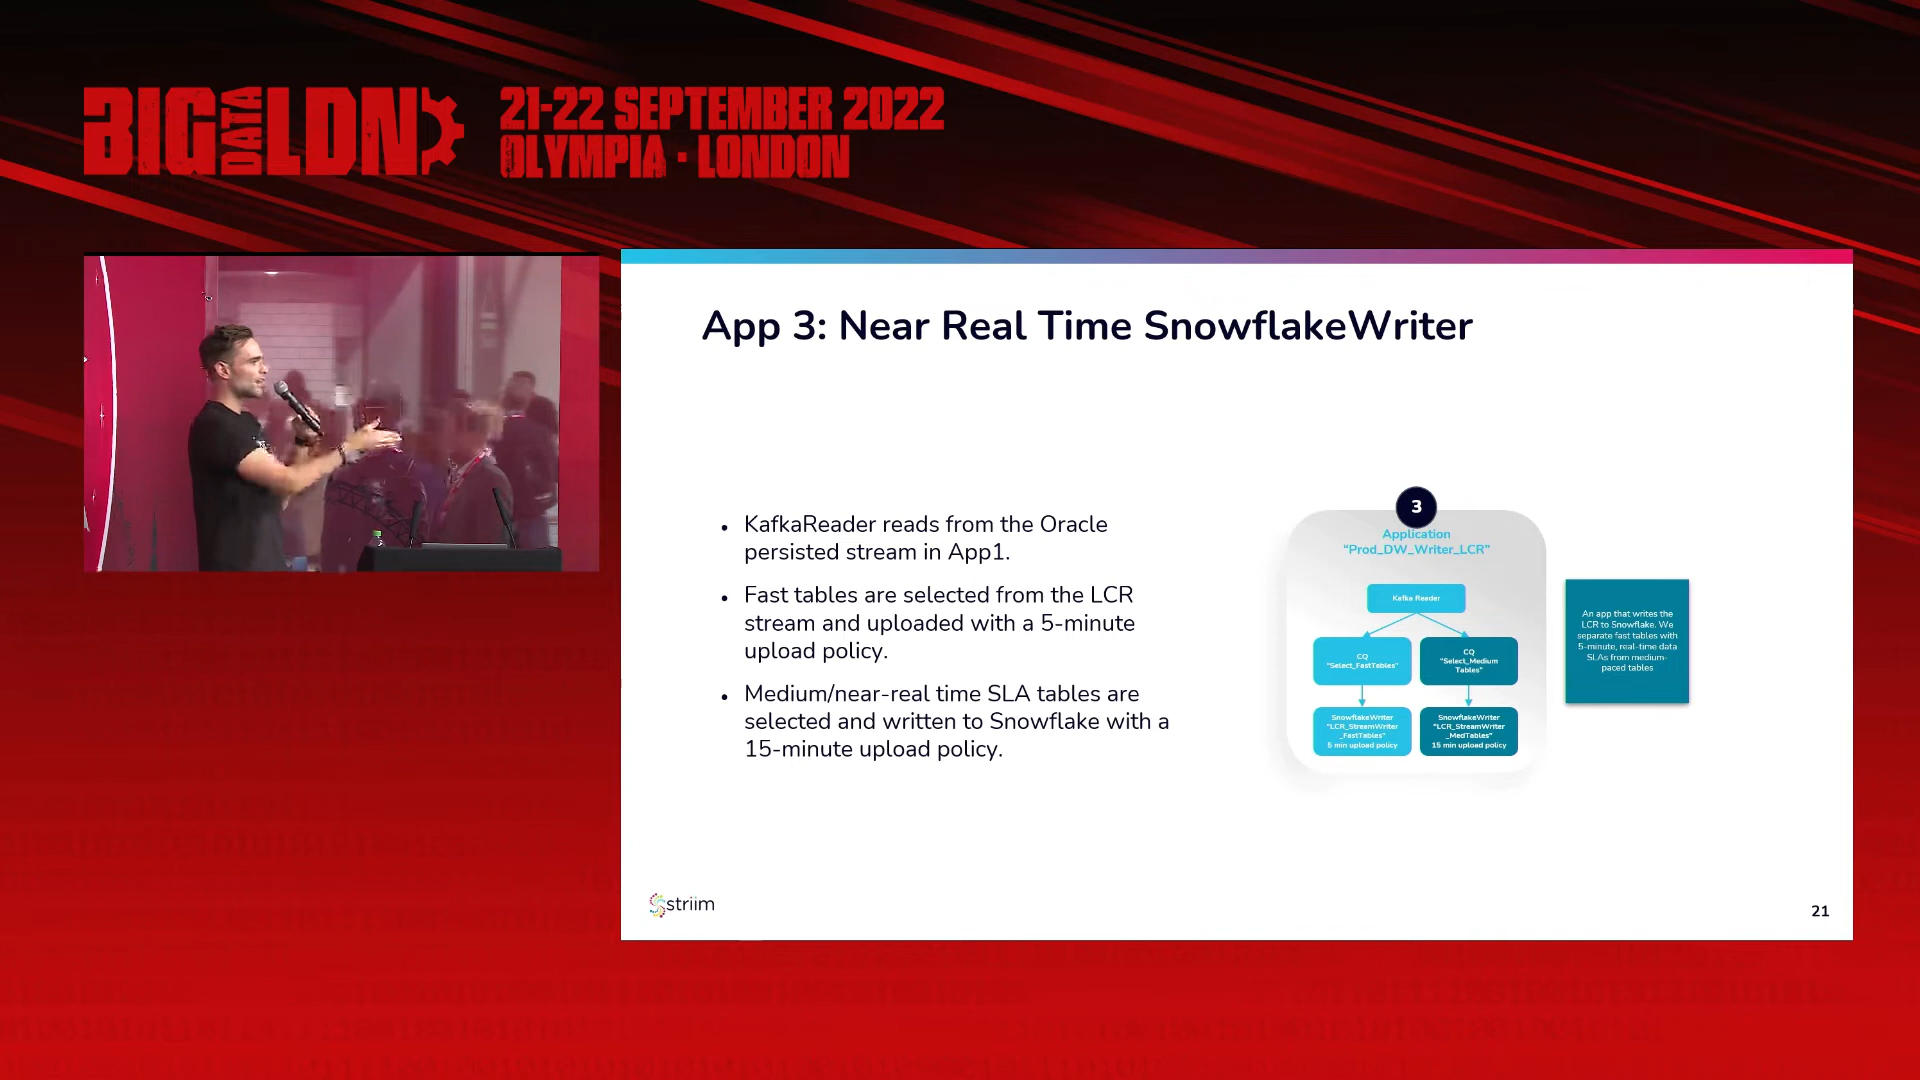 BIG DATA LDN
21-22 SEPTEMBER 2022
OLYMPIA · LONDON
App 3: Near Real Time SnowflakeWriter
• KafkaReader reads from the Oracle
persisted stream in App1.
• Fast tables are selected from the LCR
stream and uploaded with a 5-minute
upload policy.
• Medium/near-real time SLA tables are
selected and written to Snowflake with a
15-minute upload policy.
3
Application
“Prod_DW_Writer_LCR”
Kafka Reader
CQ
“Select_FastTables”
CQ
“Select_Medium
Tables”
SnowflakeWriter
“LCR_StreamWriter
_FastTables”
5 min upload policy
SnowflakeWriter
“LCR_StreamWriter
_MedTables”
15 min upload policy
An app that writes the
LCR to Snowflake. We
separate fast tables with
5-minute, real-time data
SLAs from medium-
paced tables
striim
21